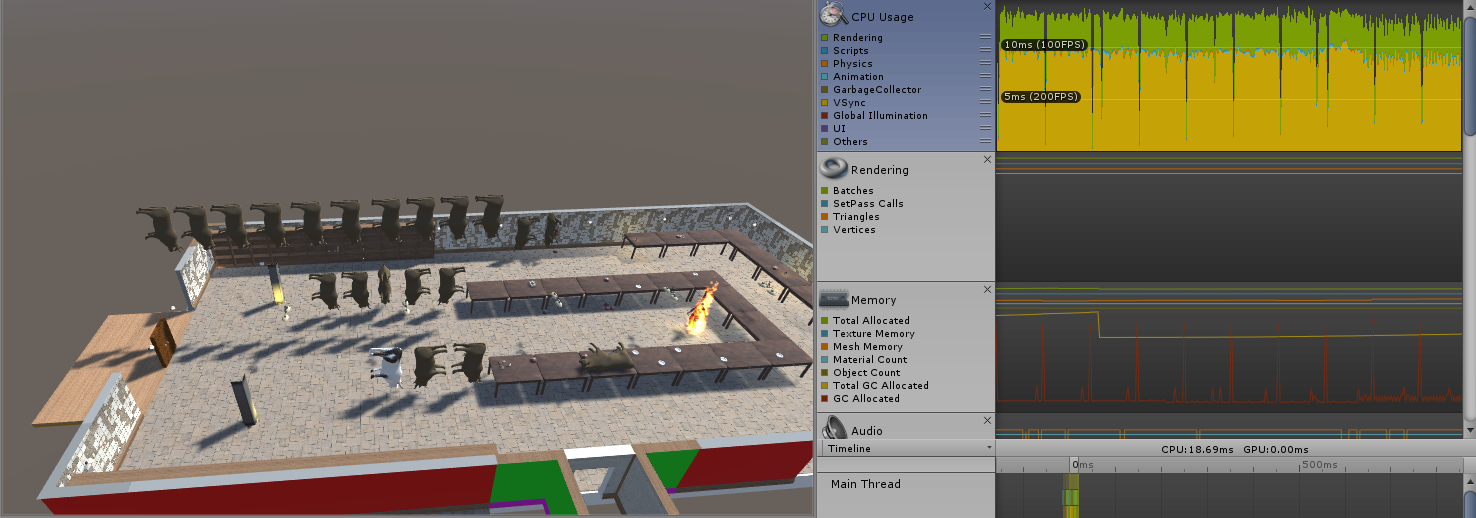 CPU Usage
Rendering
Scripts
Physics
Animation
GarbageCollector
VSync
Global Illumination
UI
Others
10ms (100FPS)
5ms (200FPS)
Rendering
Batches
SetPass Calls
Triangles
Vertices
Memory
Total Allocated
Texture Memory
Mesh Memory
Material Count
Object Count
Total GC Allocated
GC Allocated
Audio
Timeline
CPU:18.69ms GPU:0.00ms
0ms
500ms
Main Thread